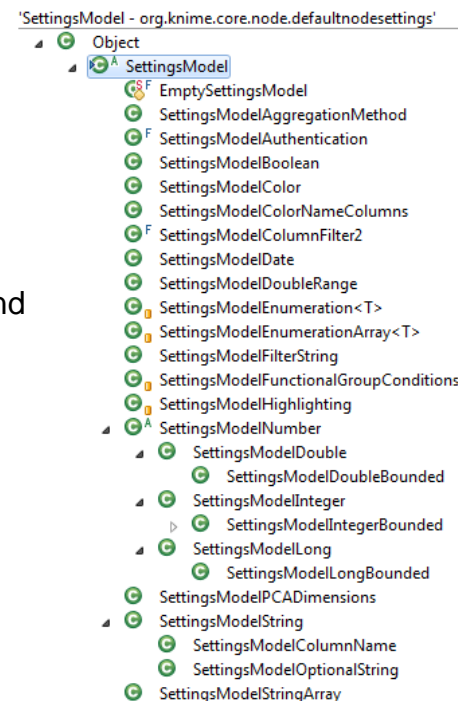 'SettingsModel - org.knime.core.node.defaultnodesettings'
Object
SettingsModel
EmptySettingsModel
SettingsModelAggregationMethod
SettingsModelAuthentication
SettingsModelBoolean
SettingsModelColor
SettingsModelColorNameColumns
SettingsModelColumnFilter2
SettingsModelDate
SettingsModelDoubleRange
nd
SettingsModelEnumeration<T>
SettingsModelEnumerationArray<T>
SettingsModelFilterString
SettingsModelFunctionalGroupConditions
SettingsModelHighlighting
SettingsModelNumber
SettingsModelDouble
SettingsModelDoubleBounded
SettingsModelInteger
SettingsModelIntegerBounded
SettingsModelLong
SettingsModelLongBounded
SettingsModelPCADimensions
SettingsModelString
SettingsModelColumnName
SettingsModelOptionalString
SettingsModelStringArray